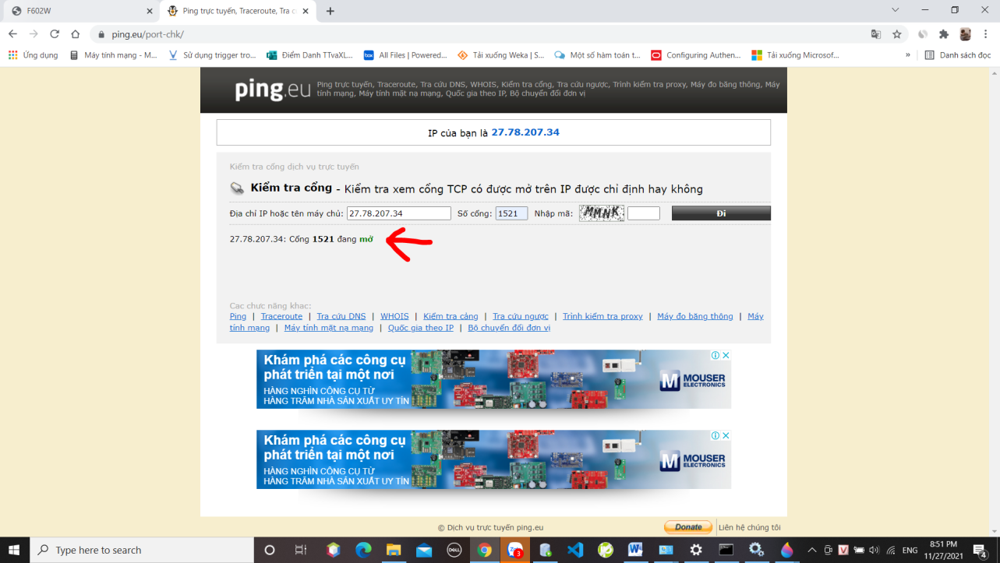 F602W
Ping trực tuyến, Traceroute, Tra c
ping.eu/port-chk/
Ứng dụng
Máy tính mạng - M...
Sử dụng trigger tro...
Điểm Danh TTvaXL...
All Files | Powered...
Tải xuống Weka | S...
Một số hàm toán t...
Configuring Authen...
Tải xuống Microsof...
»
Danh sách đọc
ping.eu
Ping trực tuyến, Traceroute, Tra cứu DNS, WHOIS, Kiểm tra cổng, Tra cứu ngược, Trình kiểm tra proxy, Máy đo băng thông, Máy
tính mạng, Máy tính mặt nạ mạng, Quốc gia theo IP, Bộ chuyển đổi đơn vị
IP của bạn là 27.78.207.34
Kiểm tra cổng dịch vụ trực tuyến
Kiểm tra cổng - Kiểm tra xem cổng TCP có được mở trên IP được chỉ định hay không
Địa chỉ IP hoặc tên máy chủ: 27.78.207.34 Số cổng: 1521 Nhập mã: MMNK Đi
27.78.207.34: Cổng 1521 đang mở
Các chức năng khác:
Ping | Traceroute | Tra cứu DNS | WHOIS | Kiểm tra cảng | Tra cứu ngược | Trình kiểm tra proxy | Máy đo băng thông | Máy
tính mạng | Máy tính mặt nạ mạng | Quốc gia theo IP | Bộ chuyển đổi đơn vị
Khám phá các công cụ
phát triển tại một nơi
HÀNG NGHÌN CÔNG CỤ TỪ
HÀNG TRĂM NHÀ SẢN XUẤT UY TÍN
M MOUSER
ELECTRONICS
Khám phá các công cụ
phát triển tại một nơi
HÀNG NGHÌN CÔNG CỤ TỪ
HÀNG TRĂM NHÀ SẢN XUẤT UY TÍN
M MOUSER
ELECTRONICS
© Dịch vụ trực tuyến ping.eu
Donate
Liên hệ chúng tôi
Type here to search
DELL
3
ENG
8:51 PM
11/27/2021
4